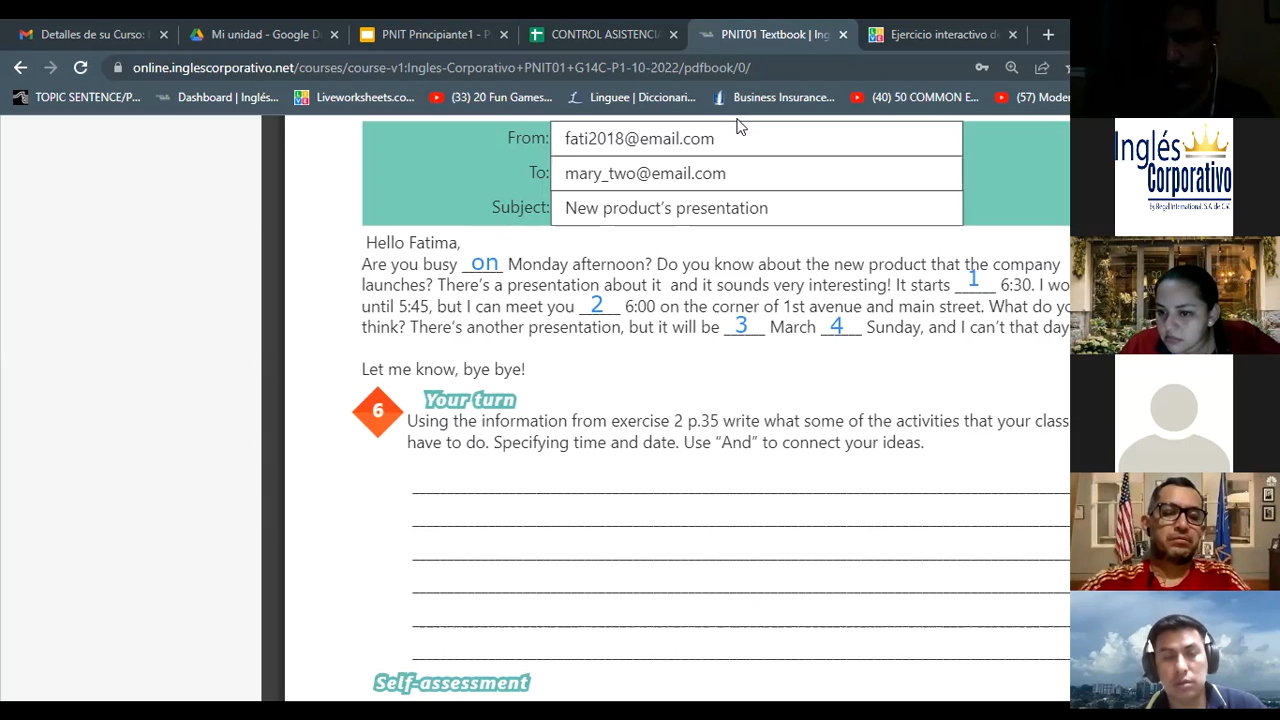 Detalles de su Curso:
Mi unidad - Google D
PNIT Principiante1 - P
CONTROL ASISTENCIA
PNIT01 Textbook | Ing
Ejercicio interactivo de
online.inglescorporativo.net/courses/course-v1:Ingles-Corporativo+PNIT01+G14C-P1-10-2022/pdfbook/0/
TOPIC SENTENCE/P...
Dashboard | Inglés...
Liveworksheets.co...
(33) 20 Fun Games...
Linguee | Diccionari...
Business Insurance...
(40) 50 COMMON E...
(57) Moder
From: fati2018@email.com
To: mary_two@email.com
Subject: New product's presentation
Hello Fatima,
Are you busy on Monday afternoon? Do you know about the new product that the company
launches? There's a presentation about it and it sounds very interesting! It starts 1 6:30. I wo
until 5:45, but I can meet you 2 6:00 on the corner of 1st avenue and main street. What do yo
think? There's another presentation, but it will be 3 March 4 Sunday, and I can't that day
Let me know, bye bye!
6 Your turn
Using the information from exercise 2 p.35 write what some of the activities that your class
have to do. Specifying time and date. Use "And" to connect your ideas.
Self-assessment
Inglés
Corporativo
by Regal International, S.A. de C.V.